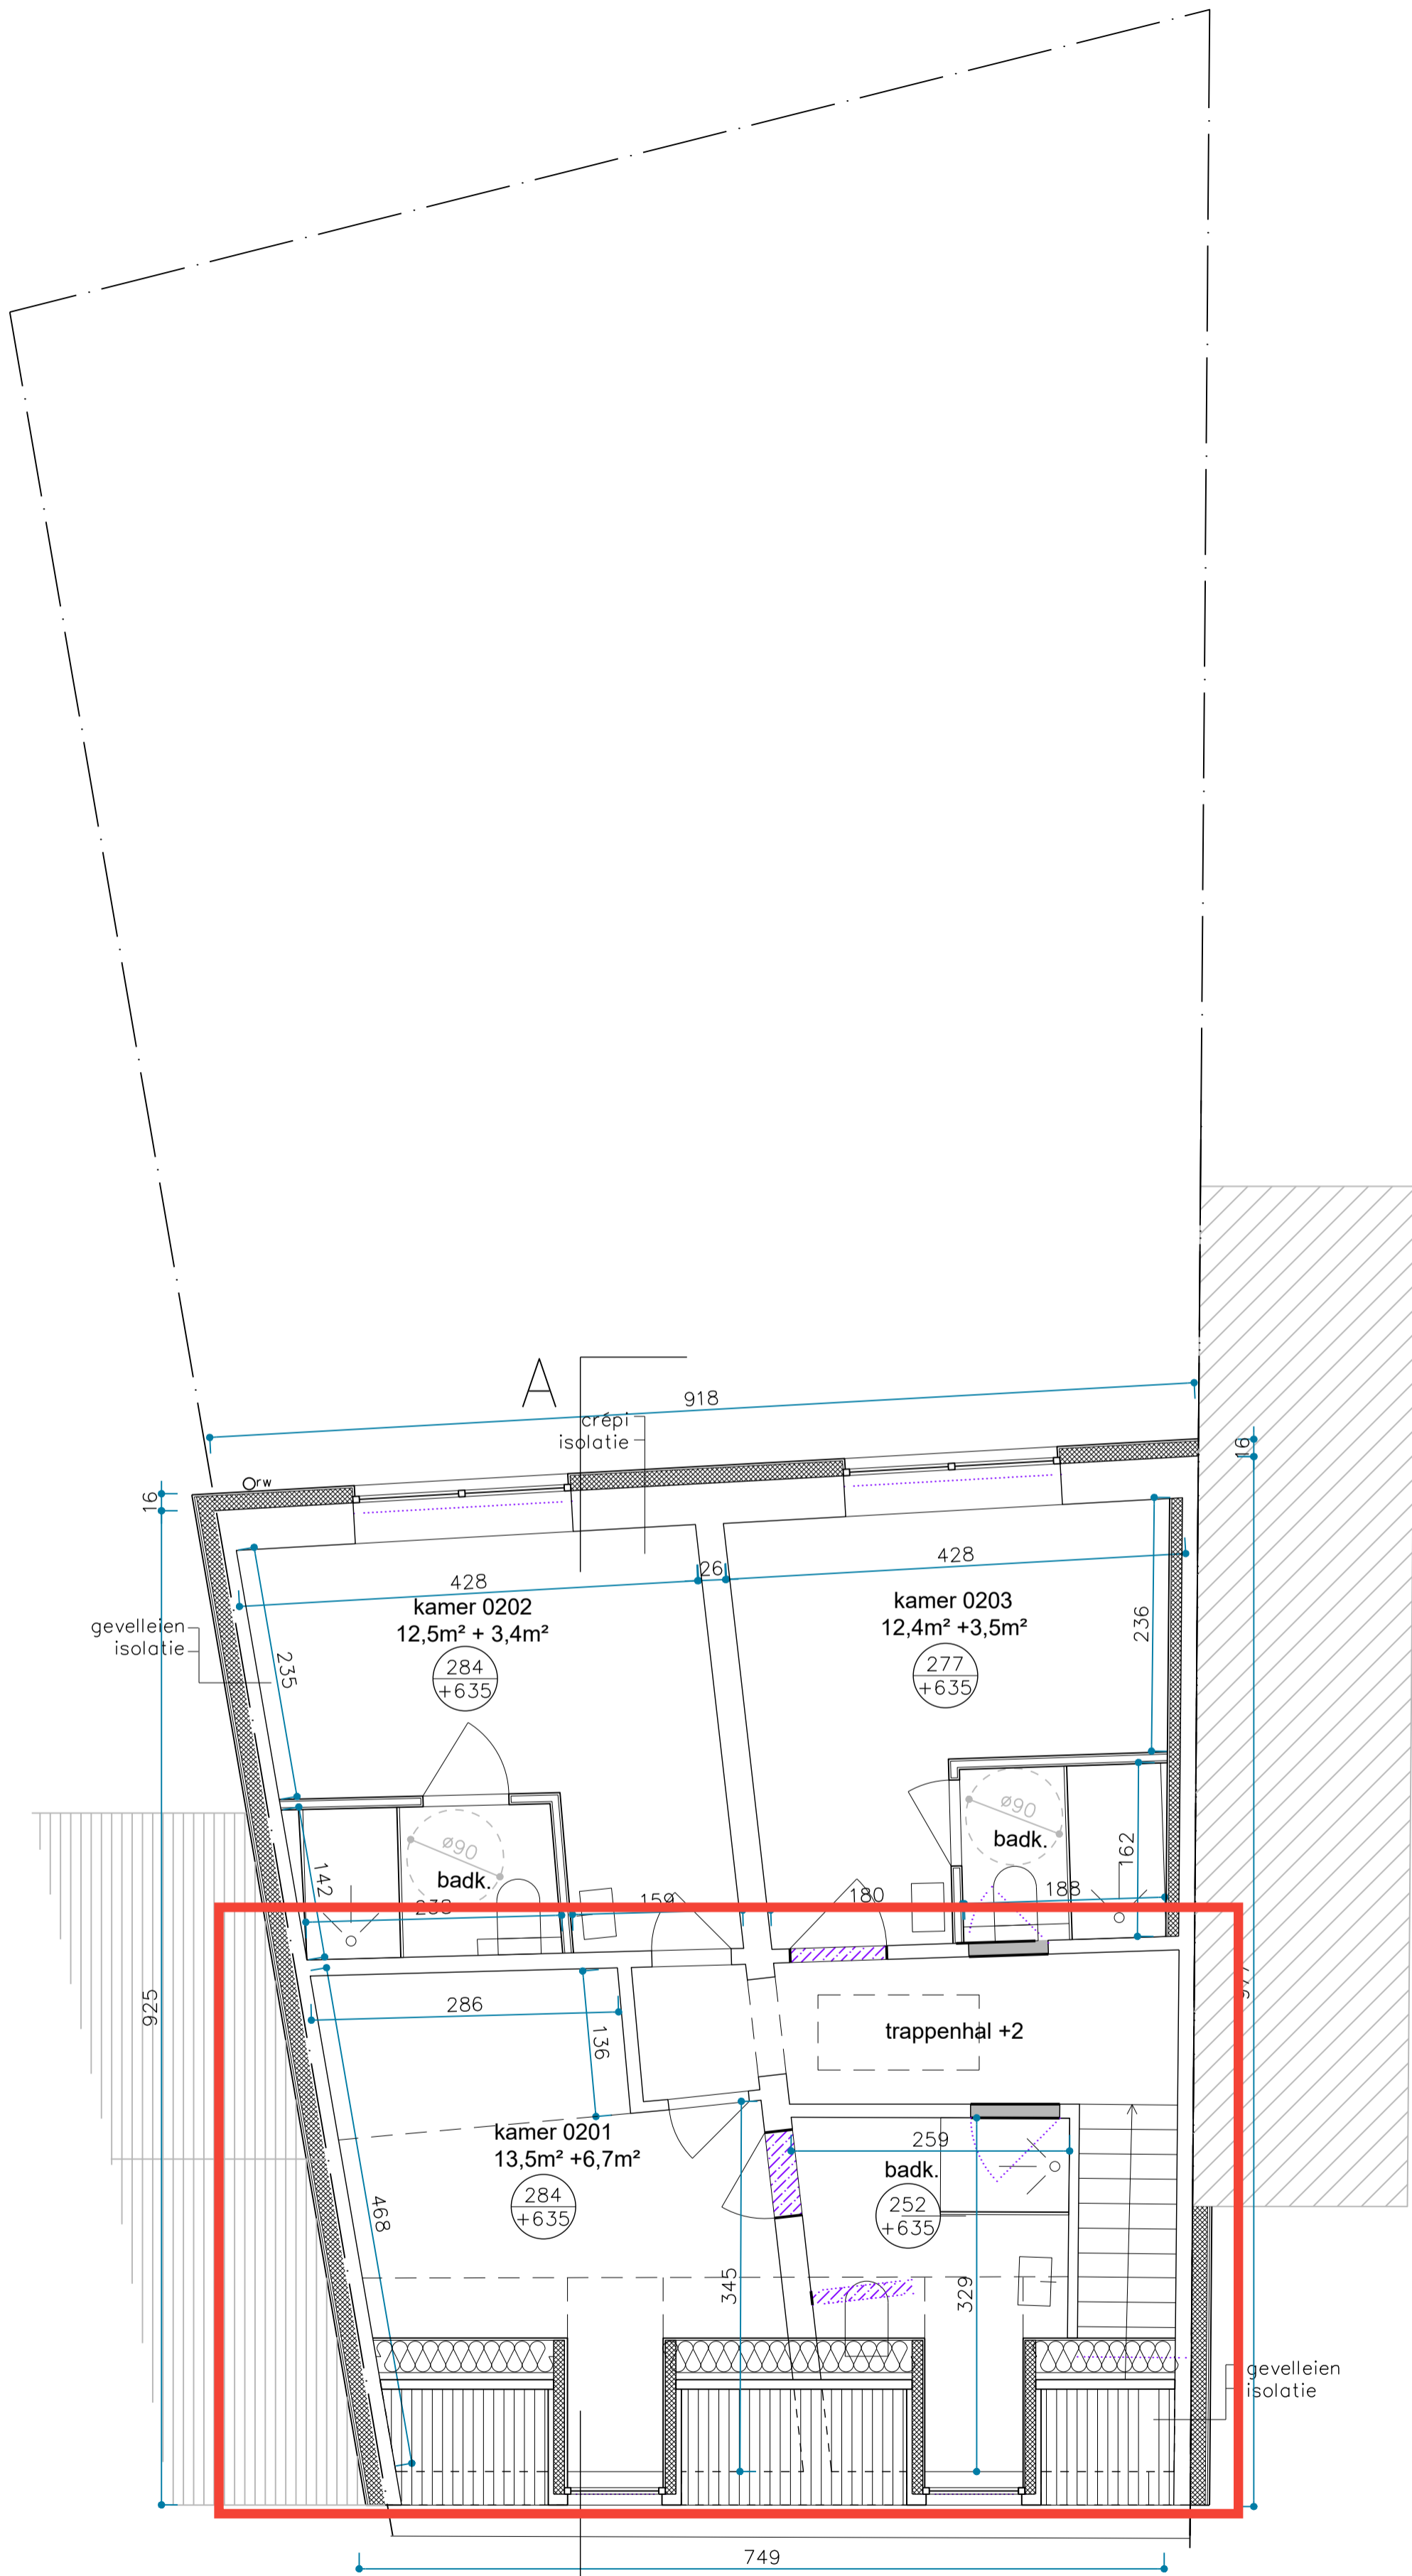 A
918
crépi
isolatie
16
rw
16
428
26
428
kamer 0202
12,5m² + 3,4m²
284
+635
kamer 0203
12,4m² +3,5m²
277
+635
236
gevelleien
isolatie
235
ø90
badk.
142
238
159
ø90
badk.
162
180
188
925
977
286
136
trappenhal +2
kamer 0201
13,5m² +6,7m²
284
+635
468
345
259
badk.
252
+635
329
gevelleien
isolatie
749